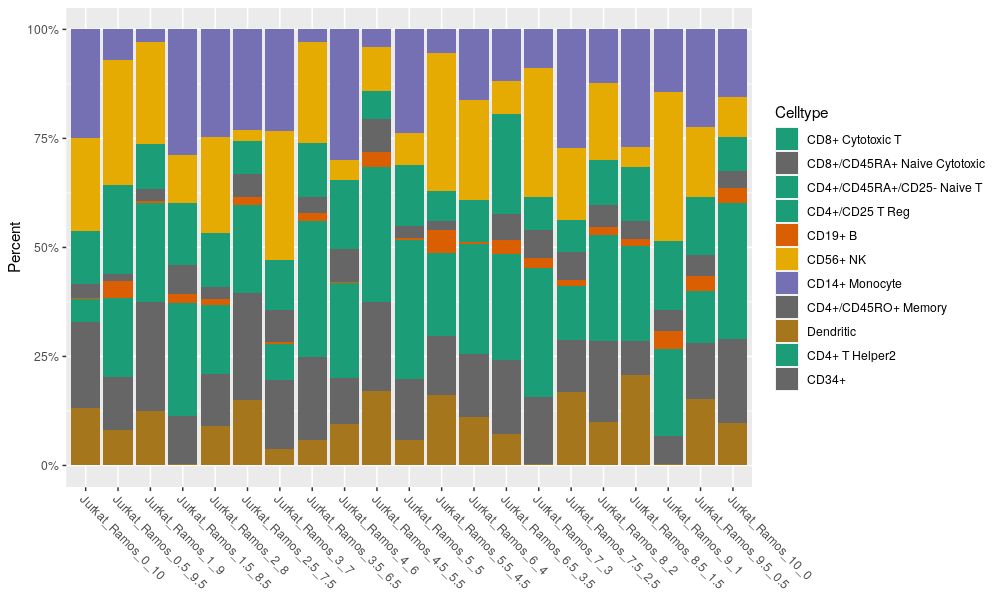 100%
75%
50%
25%
0%
Percent
Jurkat_Ramos_0_10
Jurkat_Ramos_0.5_9.5
Jurkat_Ramos_1_9
Jurkat_Ramos_1.5_8.5
Jurkat_Ramos_2_8
Jurkat_Ramos_2.5_7.5
Jurkat_Ramos_3_7
Jurkat_Ramos_3.5_6.5
Jurkat_Ramos_4_6
Jurkat_Ramos_4.5_5.5
Jurkat_Ramos_5_5
Jurkat_Ramos_5.5_4.5
Jurkat_Ramos_6_4
Jurkat_Ramos_6.5_3.5
Jurkat_Ramos_7_3
Jurkat_Ramos_7.5_2.5
Jurkat_Ramos_8_2
Jurkat_Ramos_8.5_1.5
Jurkat_Ramos_9_1
Jurkat_Ramos_9.5_0.5
Jurkat_Ramos_10_0
Celltype
CD8+ Cytotoxic T
CD8+/CD45RA+ Naive Cytotoxic
CD4+/CD45RA+/CD25- Naive T
CD4+/CD25 T Reg
CD19+ B
CD56+ NK
CD14+ Monocyte
CD4+/CD45RO+ Memory
Dendritic
CD4+ T Helper2
CD34+